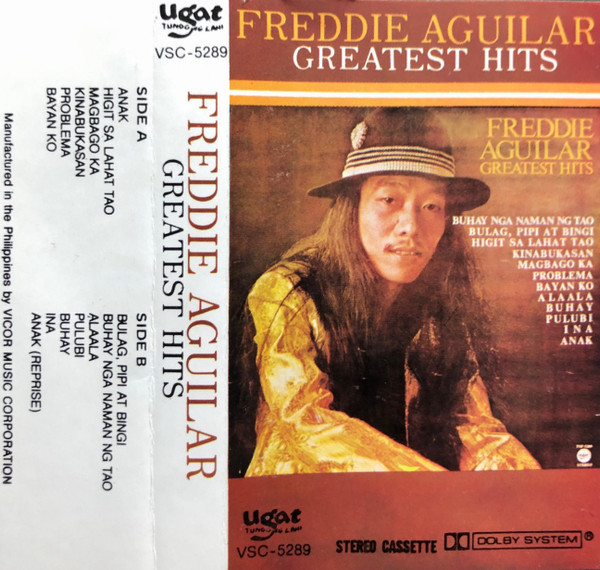 Manufactured in the Philippines by VICOR MUSIC CORPORATION
SIDE A
ANAK
HIGIT SA LAHAT TAO
MAGBAGO KA
KINABUKASAN
PROBLEMA
BAYAN KO
SIDE B
BULAG, PIPI AT BINGI
BUHAY NGA NAMAN NG TAO
ALAALA
PULUBI
BUHAY
INA
ANAK (REPRISE)
ugat
TUNOG NG LAHI
VSC-5289
FREDDIE AGUILAR
GREATEST HITS
FREDDIE AGUILAR
GREATEST HITS
FREDDIE
AGUILAR
GREATEST HITS
BUHAY NGA NAMAN NG TAO
BULAG, PIPI AT BINGI
HIGIT SA LAHAT TAO
KINABUKASAN
MAGBAGO KA
PROBLEMA
BAYAN KO
ALAALA
BUHAY
PULUBI
INA
ANAK
ugat
TUNOG NG LAHI
VSC-5289
STEREO CASSETTE
DOLBY SYSTEM®